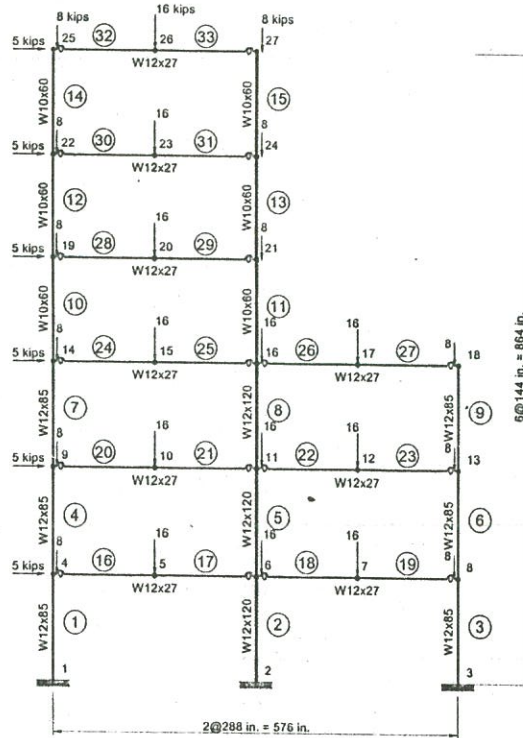 8 kips 16 kips 8 kips
5 kips 25 32 26 33 27
W12x27
W10x60 14 W10x60 15
8 16 8
5 kips 22 30 23 31 24
W12x27
W10x60 12 W10x60 13
8 16 8
5 kips 19 28 20 29 21
W12x27
W10x60 10 W10x60 11
8 16 16 16 8
5 kips 14 24 15 25 16 26 17 27 18
W12x27 W12x27
W12x85 7 W12x120 8 W12x85 9
8 16 16 16 8
5 kips 9 20 10 21 11 22 12 23 13
W12x27 W12x27
W12x85 4 W12x120 5 W12x85 6
8 16 16 16 8
5 kips 4 16 5 17 6 18 7 19 8
W12x27 W12x27
W12x85 1 W12x120 2 W12x85 3
1 2 3
2@288 in. = 576 in.
6@144 in. = 864 in.